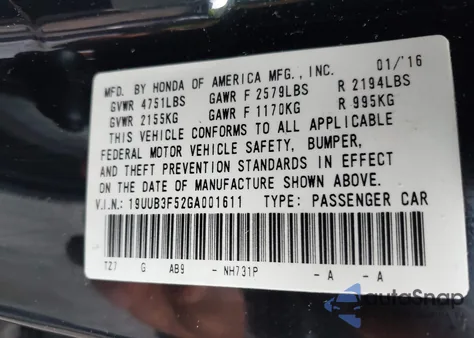 MFD. BY HONDA OF AMERICA MFG., INC. 01/'16
GVWR 4751LBS GAWR F 2579LBS R 2194LBS
GVWR 2155KG GAWR F 1170KG R 995KG
THIS VEHICLE CONFORMS TO ALL APPLICABLE
FEDERAL MOTOR VEHICLE SAFETY, BUMPER,
AND THEFT PREVENTION STANDARDS IN EFFECT
ON THE DATE OF MANUFACTURE SHOWN ABOVE.
V.I.N.: 19UUB3F52GA001611 TYPE: PASSENGER CAR
TZ7 G AB9 - NH731P - A - A
autoSnap